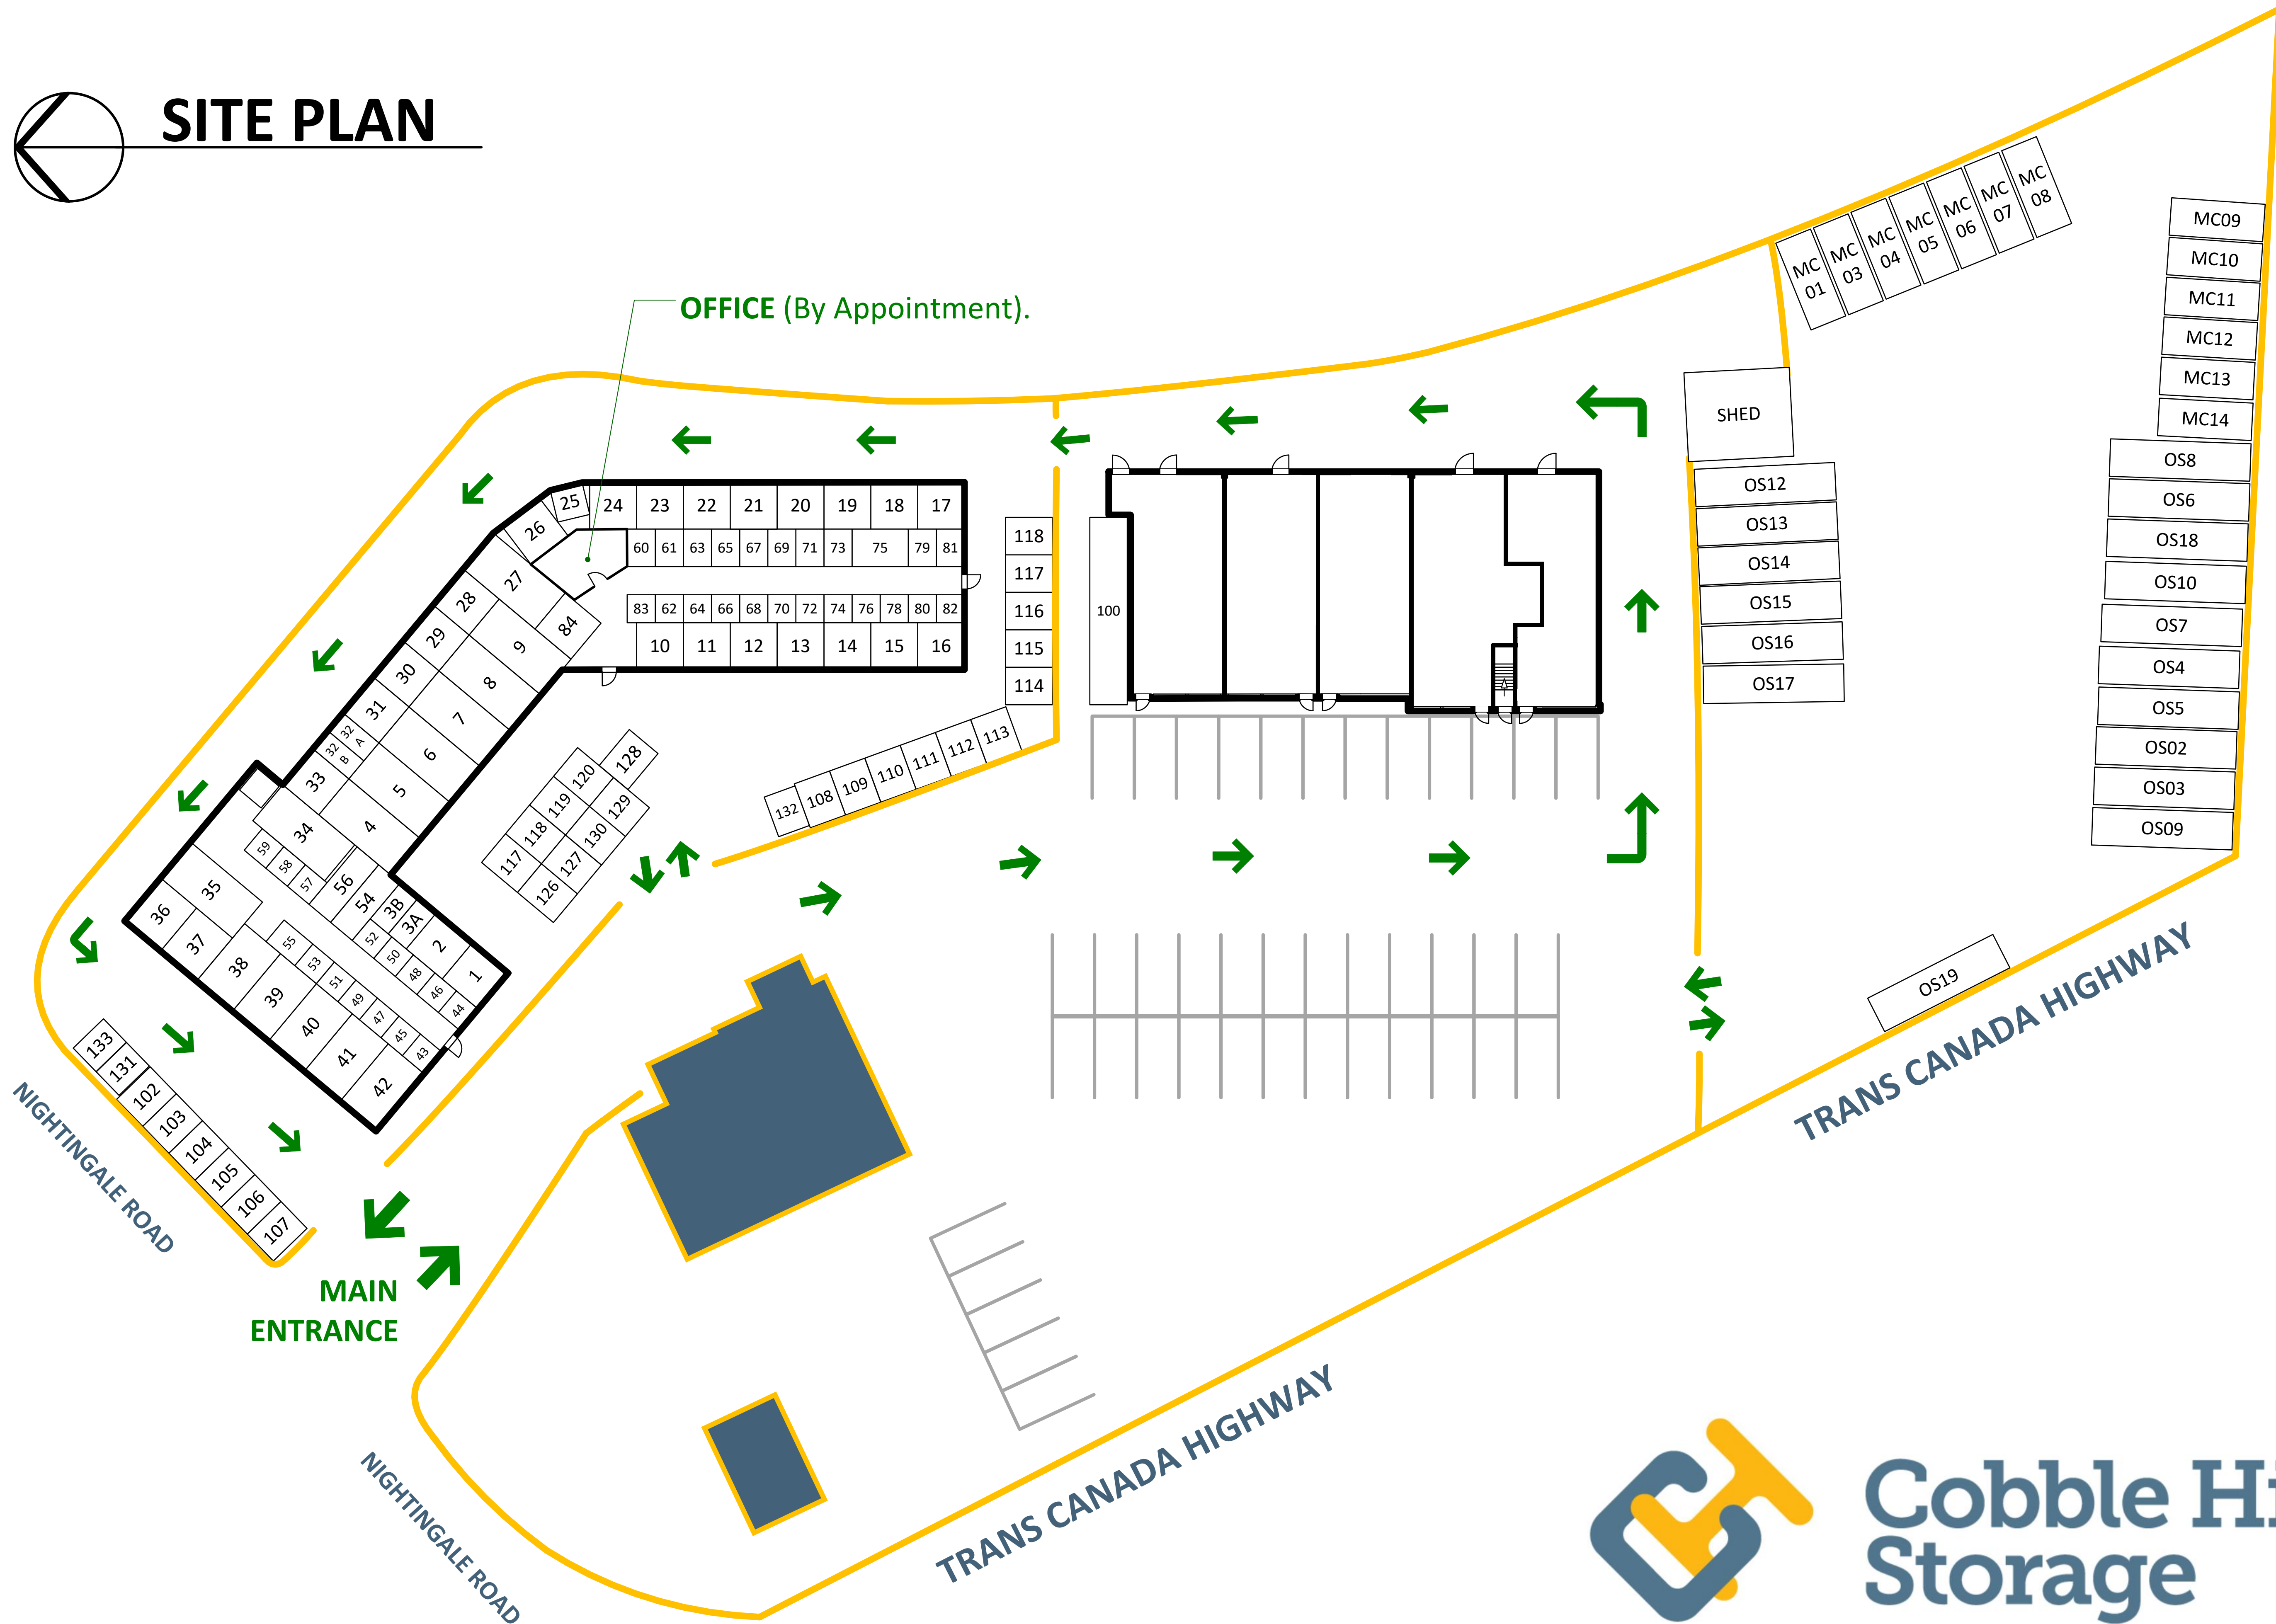 SITE PLAN
OFFICE (By Appointment).
MC 01
MC 03
MC 04
MC 05
MC 06
MC 07
MC 08
MC09
MC10
MC11
MC12
MC13
MC14
OS8
OS6
OS18
OS10
OS7
OS4
OS5
OS02
OS03
OS09
SHED
OS12
OS13
OS14
OS15
OS16
OS17
OS19
25 24 23 22 21 20 19 18 17
26
60 61 63 65 67 69 71 73 75 79 81
83 62 64 66 68 70 72 74 76 78 80 82
10 11 12 13 14 15 16
27
28
29
30
31
32 A
32 B
33
34
84
9
8
7
6
5
4
59
58
57
56
54
3B
3A
2
1
52
50
48
46
44
35
36
37
38
39
40
41
42
55
53
51
49
47
45
43
118
117
116
115
114
100
132 108 109 110 111 112 113
128
120
119
118
117
129
130
127
126
133
131
102
103
104
105
106
107
NIGHTINGALE ROAD
MAIN
ENTRANCE
NIGHTINGALE ROAD
TRANS CANADA HIGHWAY
TRANS CANADA HIGHWAY
Cobble Hi
Storage